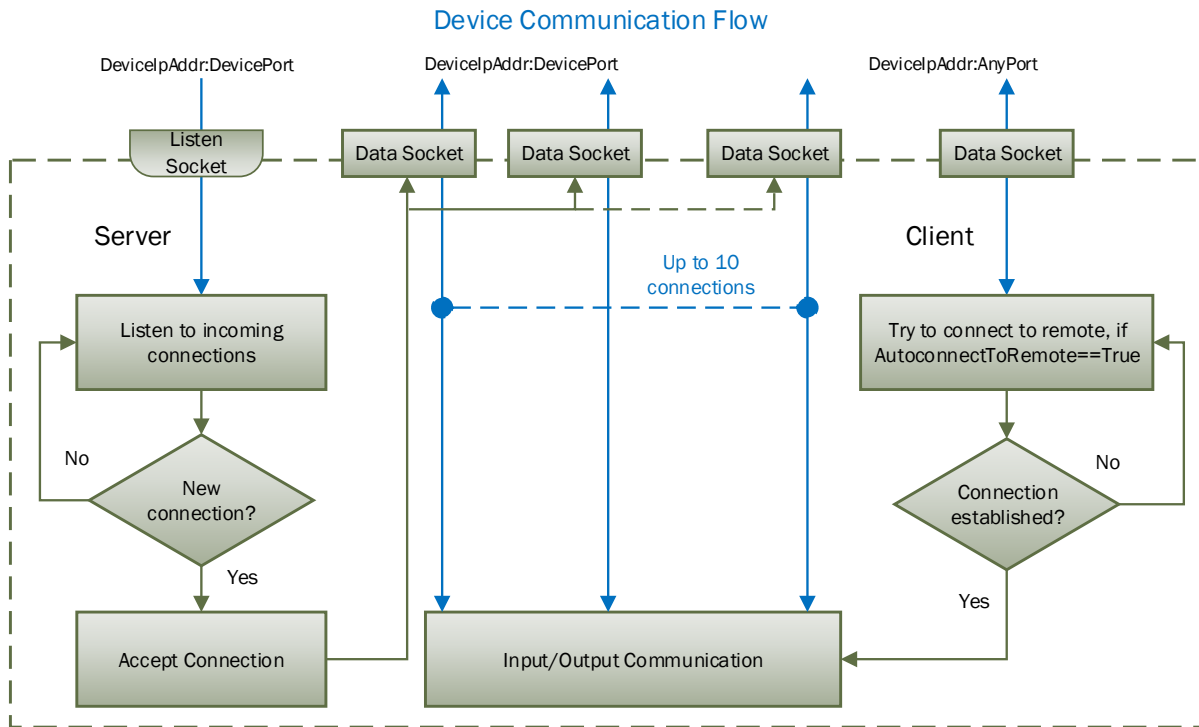 Device Communication Flow
DeviceIpAddr:DevicePort
DeviceIpAddr:DevicePort
DeviceIpAddr:AnyPort
Listen
Socket
Data Socket
Data Socket
Data Socket
Data Socket
Server
Client
Up to 10
connections
Listen to incoming
connections
Try to connect to remote, if
AutoconnectToRemote==True
No
New
connection?
No
Connection
established?
Yes
Yes
Accept Connection
Input/Output Communication